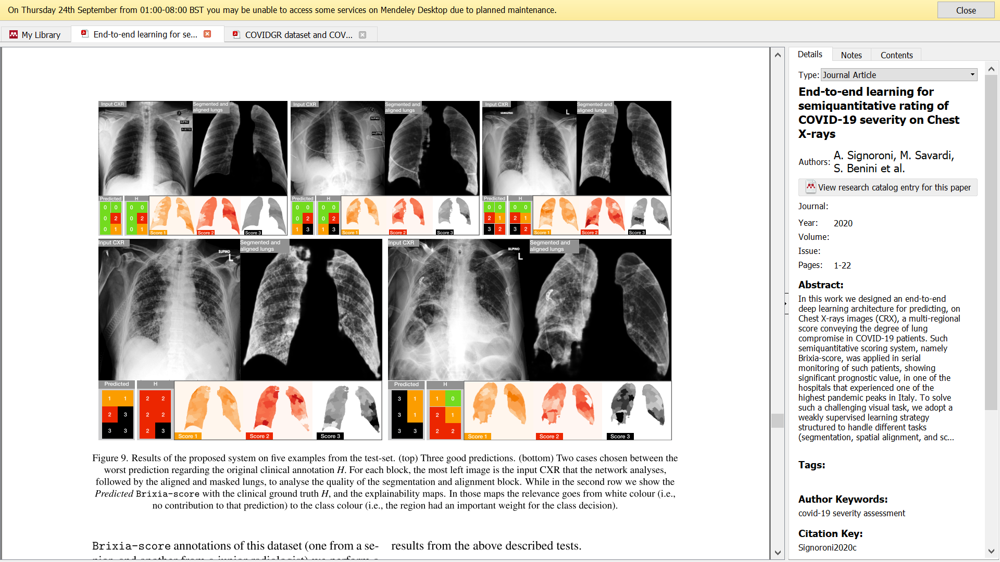 On Thursday 24th September from 01:00-08:00 BST you may be unable to access some services on Mendeley Desktop due to planned maintenance.
Close
My Library
End-to-end learning for se...
COVIDGR dataset and COV...
Input CXR
Segmented and
aligned lungs
S
SUPINO
A-LETTO
Input CXR
Segmented and
aligned lungs
S
SUPINO
A-LETTO
Input CXR
Segmented and
aligned lungs
SEMISUPINO
L
Predicted
H
0 0
0 2
0 1
0 0
0 2
0 1
Score 1
Score 2
Score 3
Predicted
H
0 0
0 2
1 3
0 0
0 2
1 3
Score 1
Score 2
Score 3
Predicted
H
0 0
2 1
3 2
0 0
2 1
3 2
Score 1
Score 2
Score 3
Input CXR
SUPINO
L
Segmented and
aligned lungs
Input CXR
SUPINO
L
Segmented and
aligned lungs
Predicted
H
1 1
2 3
3 3
2 2
2 2
2 3
Score 1
Score 2
Score 3
Predicted
H
3 1
3 1
3 3
1 0
2 1
2 2
Score 1
Score 2
Score 3
Figure 9. Results of the proposed system on five examples from the test-set. (top) Three good predictions. (bottom) Two cases chosen between the
worst prediction regarding the original clinical annotation H. For each block, the most left image is the input CXR that the network analyses,
followed by the aligned and masked lungs, to analyse the quality of the segmentation and alignment block. While in the second row we show the
Predicted Brixia-score with the clinical ground truth H, and the explainability maps. In those maps the relevance goes from white colour (i.e.,
no contribution to that prediction) to the class colour (i.e., the region had an important weight for the class decision).
Brixia-score annotations of this dataset (one from a se-
nior, and another from a junior radiologist) we perform a
results from the above described tests.
Details
Notes
Contents
Type: Journal Article
End-to-end learning for
semiquantitative rating of
COVID-19 severity on Chest
X-rays
Authors: A. Signoroni, M. Savardi,
S. Benini et al.
View research catalog entry for this paper
Journal:
Year: 2020
Volume:
Issue:
Pages: 1-22
Abstract:
In this work we designed an end-to-end
deep learning architecture for predicting, on
Chest X-rays images (CRX), a multi-regional
score conveying the degree of lung
compromise in COVID-19 patients. Such
semiquantitative scoring system, namely
Brixia-score, was applied in serial
monitoring of such patients, showing
significant prognostic value, in one of the
hospitals that experienced one of the
highest pandemic peaks in Italy. To solve
such a challenging visual task, we adopt a
weakly supervised learning strategy
structured to handle different tasks
(segmentation, spatial alignment, and sc...
Tags:
Author Keywords:
covid-19 severity assessment
Citation Key:
Signoroni2020c